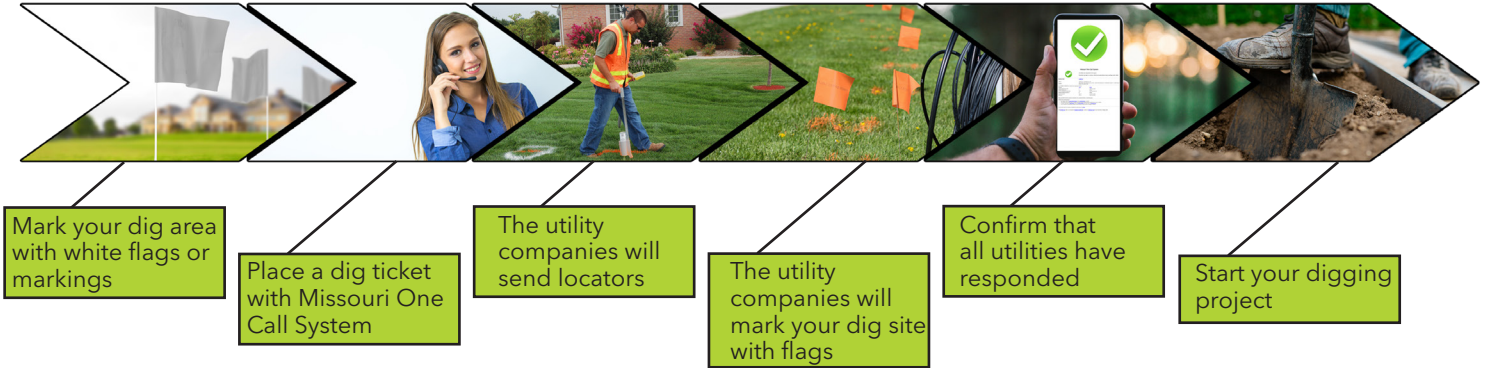 Mark your dig area
with white flags or
markings
Place a dig ticket
with Missouri One
Call System
The utility
companies will
send locators
The utility
companies will
mark your dig site
with flags
Confirm that
all utilities have
responded
Start your digging
project